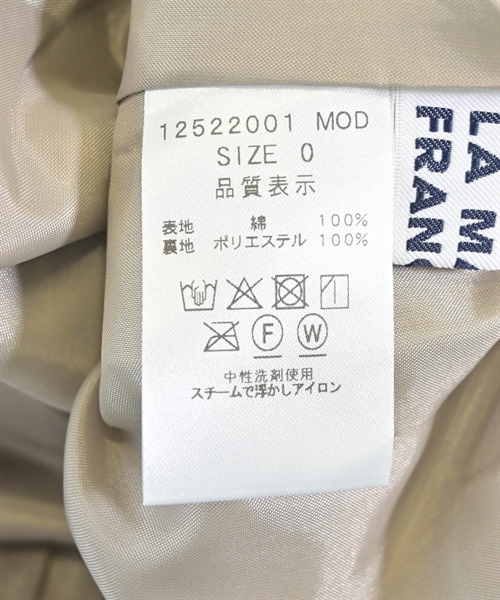 12522001 MOD
SIZE 0
品質表示
表地 綿 100%
裏地 ポリエステル 100%
F W
中性洗剤使用
スチームで浮かしアイロン
LA M
FRAN